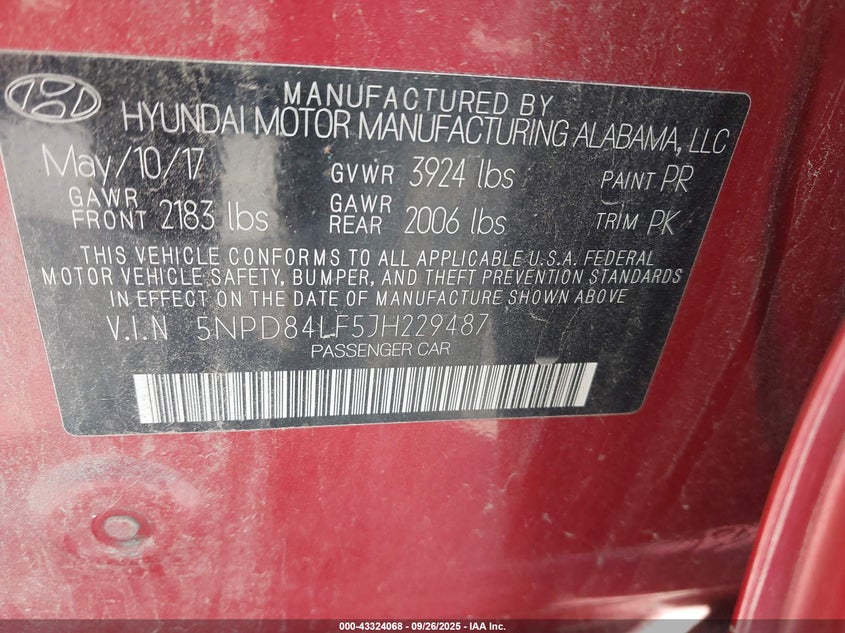 MANUFACTURED BY
HYUNDAI MOTOR MANUFACTURING ALABAMA, LLC
May/10/17 GVWR 3924 lbs PAINT PR
GAWR FRONT 2183 lbs GAWR REAR 2006 lbs TRIM PK
THIS VEHICLE CONFORMS TO ALL APPLICABLE U.S.A. FEDERAL
MOTOR VEHICLE SAFETY, BUMPER, AND THEFT PREVENTION STANDARDS
IN EFFECT ON THE DATE OF MANUFACTURE SHOWN ABOVE
V.I.N 5NPD84LF5JH229487
PASSENGER CAR
000-43324068 - 09/26/2025 - IAA Inc.